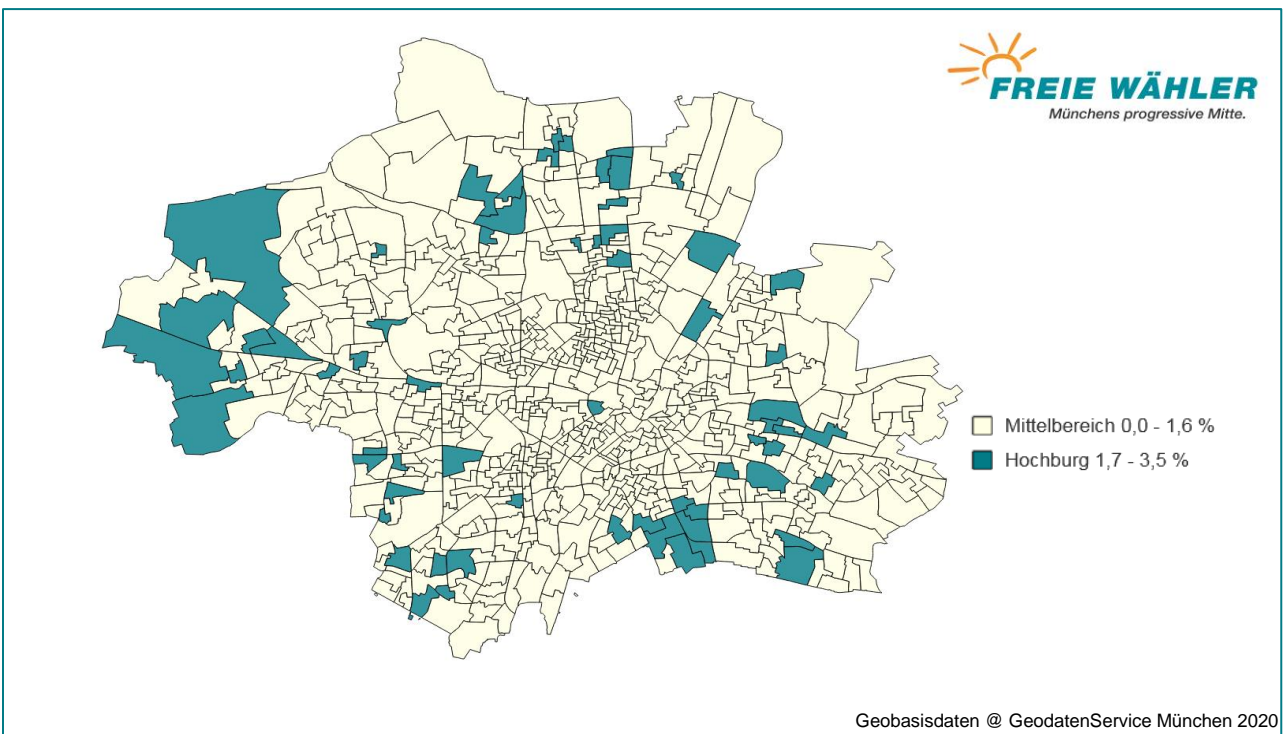 FREIE WÄHLER
Münchens progressive Mitte.
Mittelbereich 0,0 - 1,6 %
Hochburg 1,7 - 3,5 %
Geobasisdaten @ GeodatenService München 2020